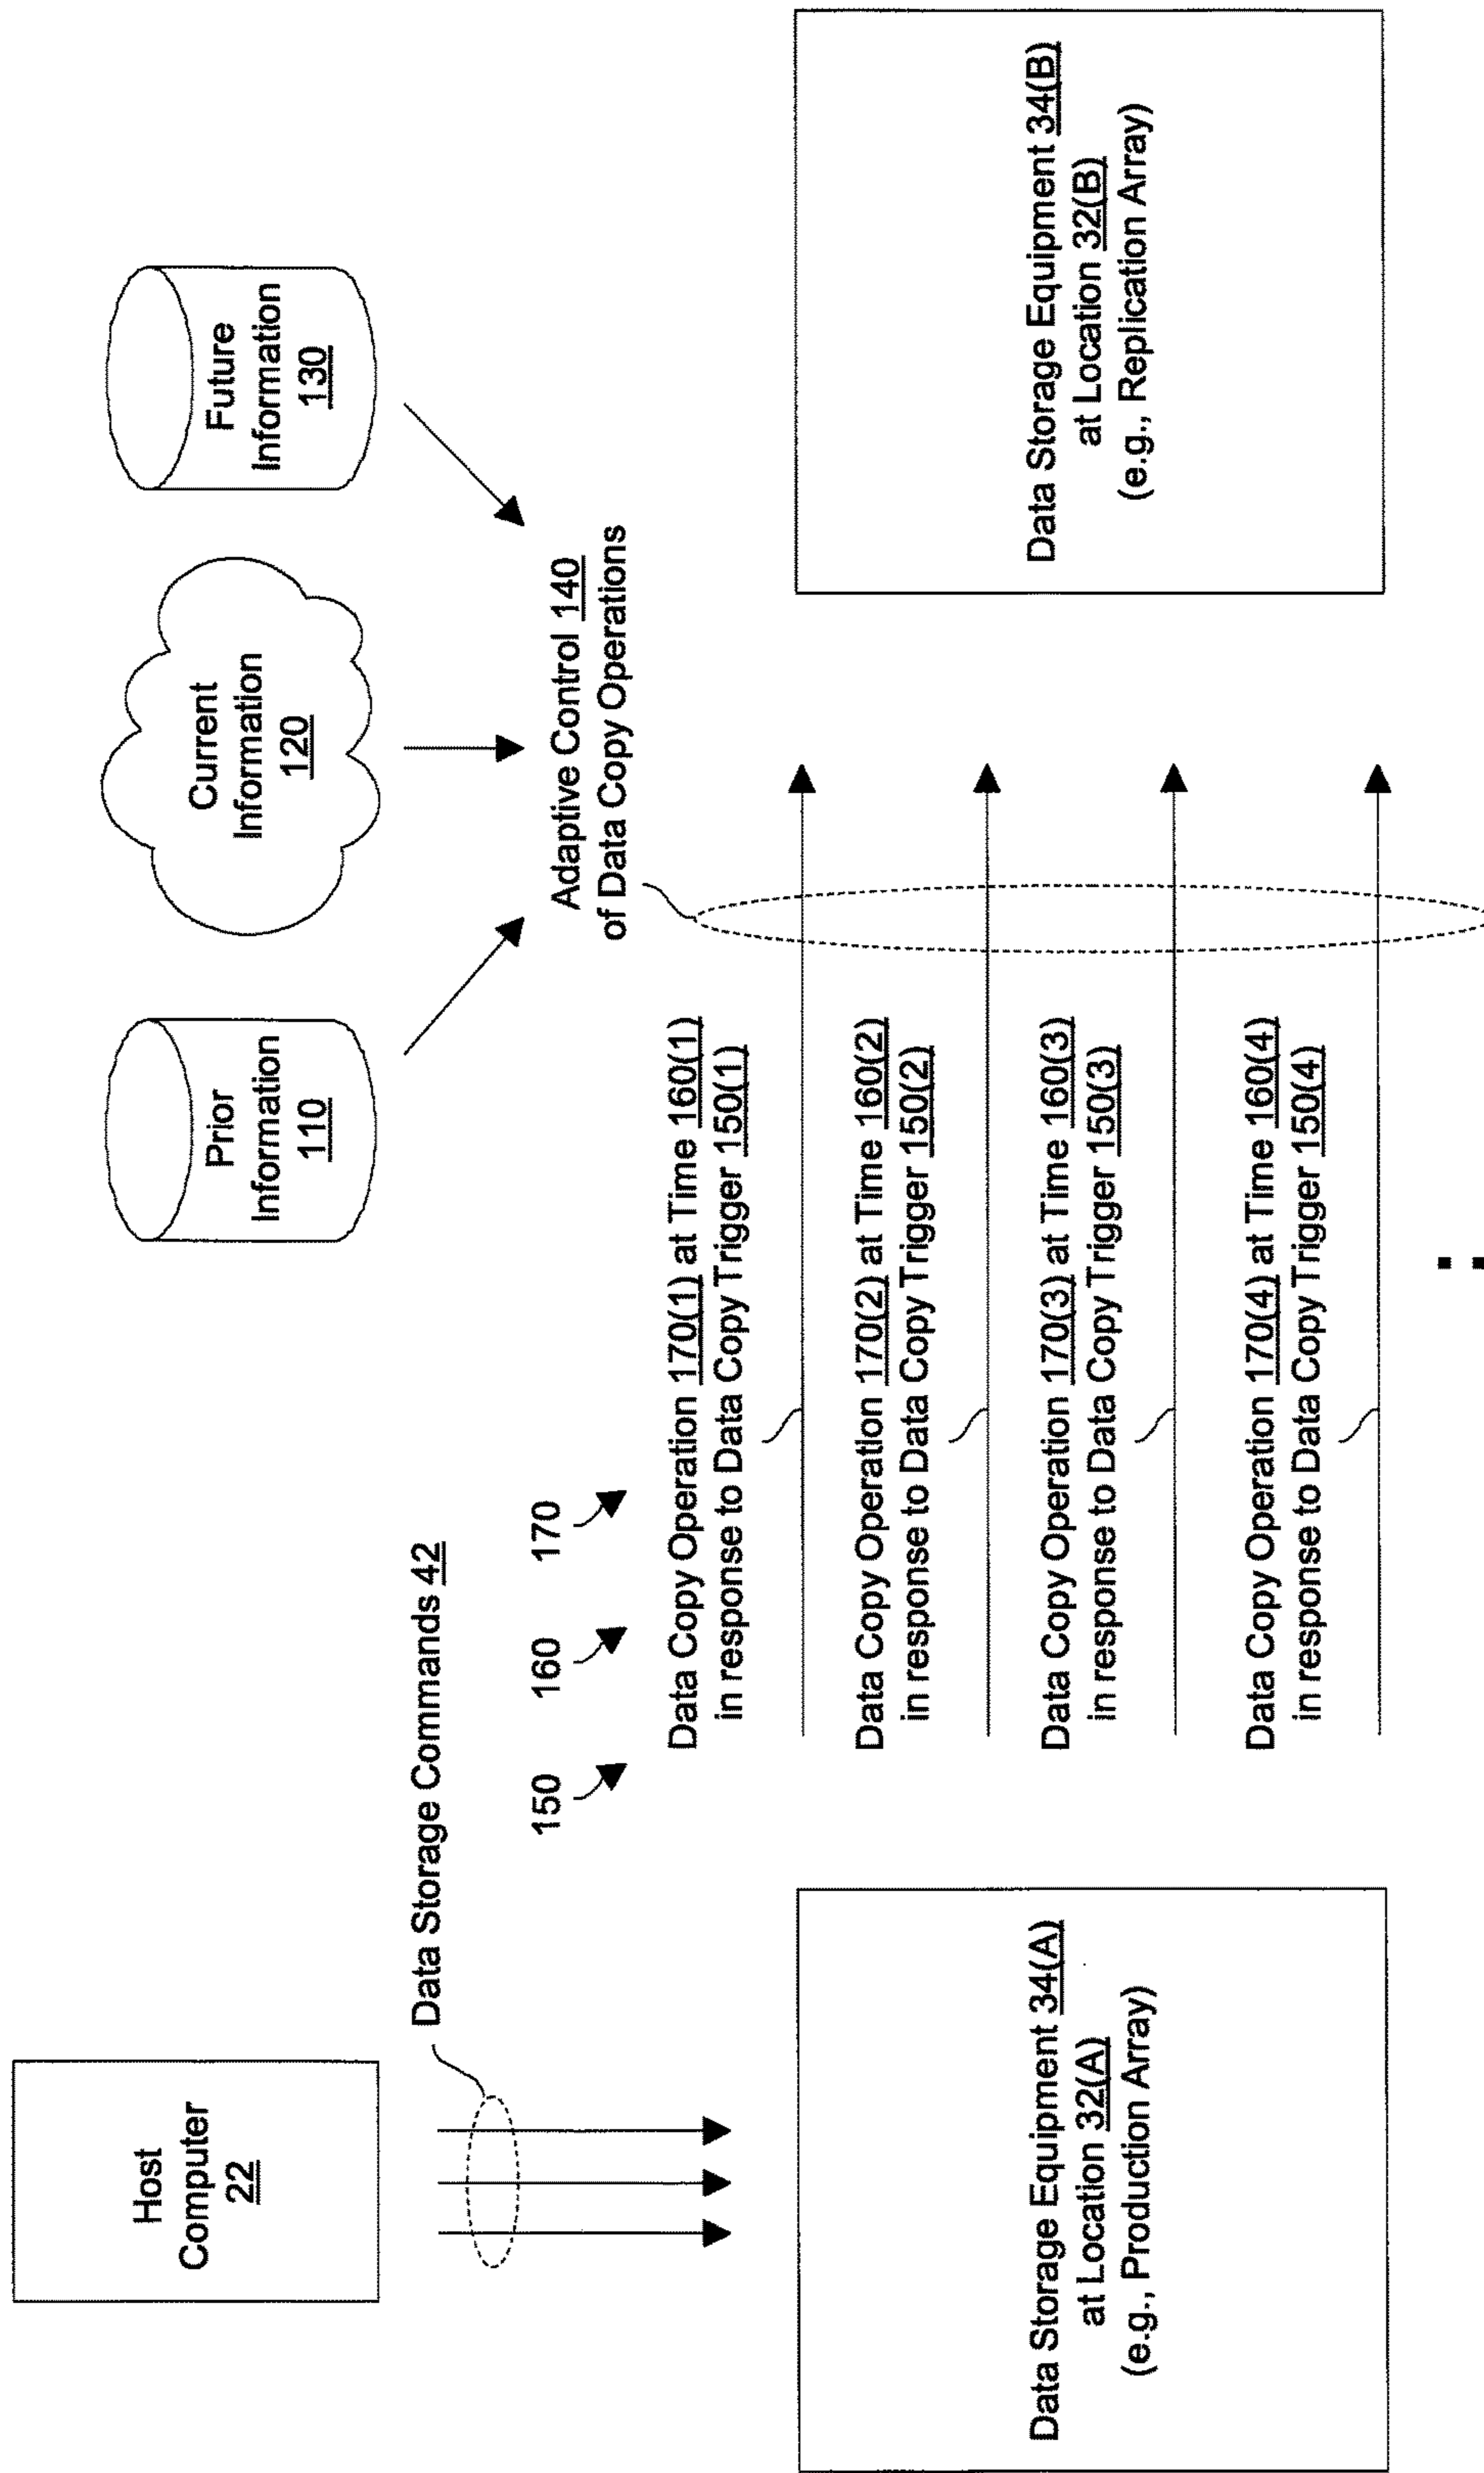 Host
Computer
22
Prior
Information
110
Current
Information
120
Future
Information
130
Data Storage Commands 42
Adaptive Control 140
of Data Copy Operations
150
160
170
Data Copy Operation 170(1) at Time 160(1)
in response to Data Copy Trigger 150(1)
Data Copy Operation 170(2) at Time 160(2)
in response to Data Copy Trigger 150(2)
Data Copy Operation 170(3) at Time 160(3)
in response to Data Copy Trigger 150(3)
Data Copy Operation 170(4) at Time 160(4)
in response to Data Copy Trigger 150(4)
Data Storage Equipment 34(A)
at Location 32(A)
(e.g., Production Array)
Data Storage Equipment 34(B)
at Location 32(B)
(e.g., Replication Array)